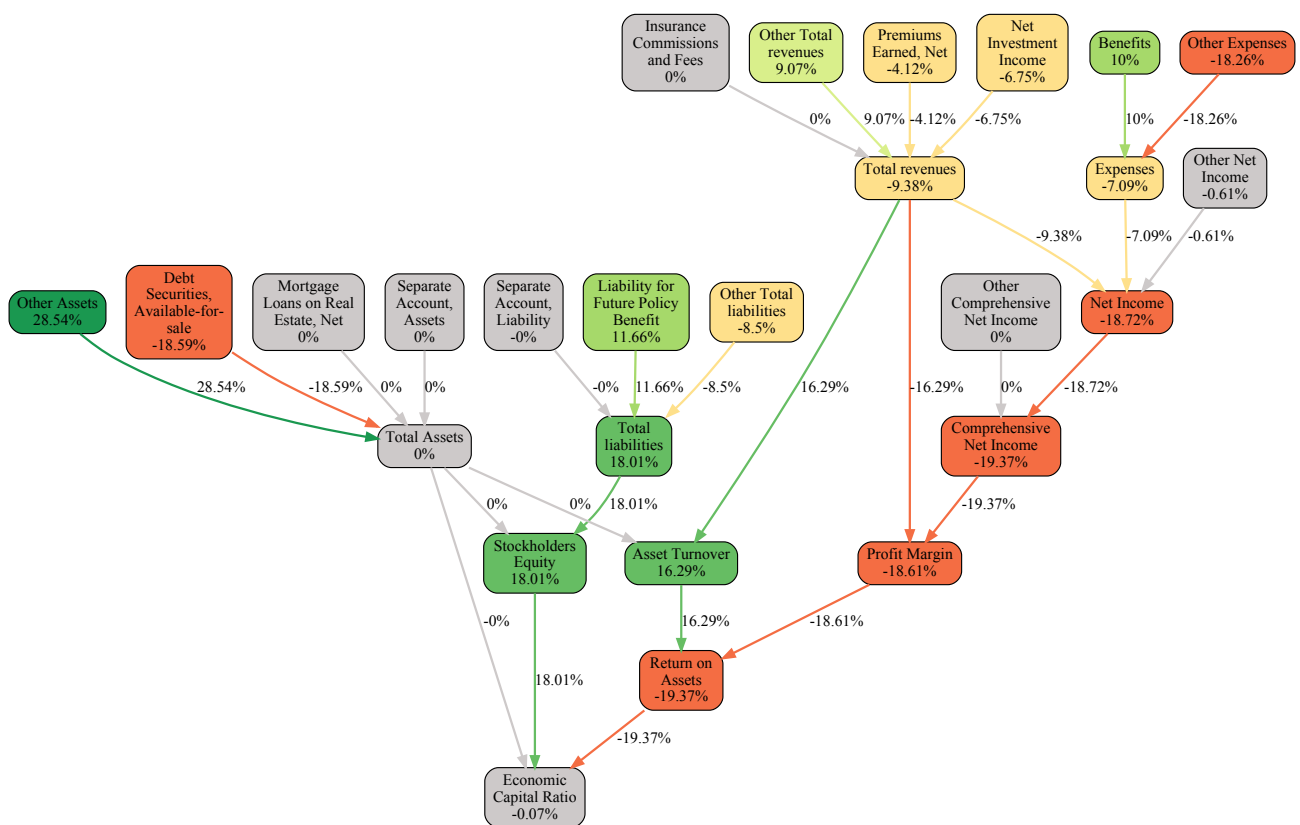 Insurance
Commissions
and Fees
0%
Other Total
revenues
9.07%
Premiums
Earned, Net
-4.12%
Net
Investment
Income
-6.75%
Benefits
10%
Other Expenses
-18.26%
0%
9.07%
-4.12%
-6.75%
10%
-18.26%
Total revenues
-9.38%
Expenses
-7.09%
Other Net
Income
-0.61%
-9.38%
-7.09%
-0.61%
Other Assets
28.54%
Debt
Securities,
Available-for-
sale
-18.59%
Mortgage
Loans on Real
Estate, Net
0%
Separate
Account,
Assets
0%
Separate
Account,
Liability
-0%
Liability for
Future Policy
Benefit
11.66%
Other Total
liabilities
-8.5%
Other
Comprehensive
Net Income
0%
Net Income
-18.72%
28.54%
-18.59%
0%
0%
-0%
11.66%
-8.5%
16.29%
-16.29%
0%
-18.72%
Total Assets
0%
Total
liabilities
18.01%
Comprehensive
Net Income
-19.37%
0%
18.01%
0%
-19.37%
Stockholders
Equity
18.01%
Asset Turnover
16.29%
Profit Margin
-18.61%
-0%
16.29%
-18.61%
18.01%
Return on
Assets
-19.37%
-19.37%
Economic
Capital Ratio
-0.07%